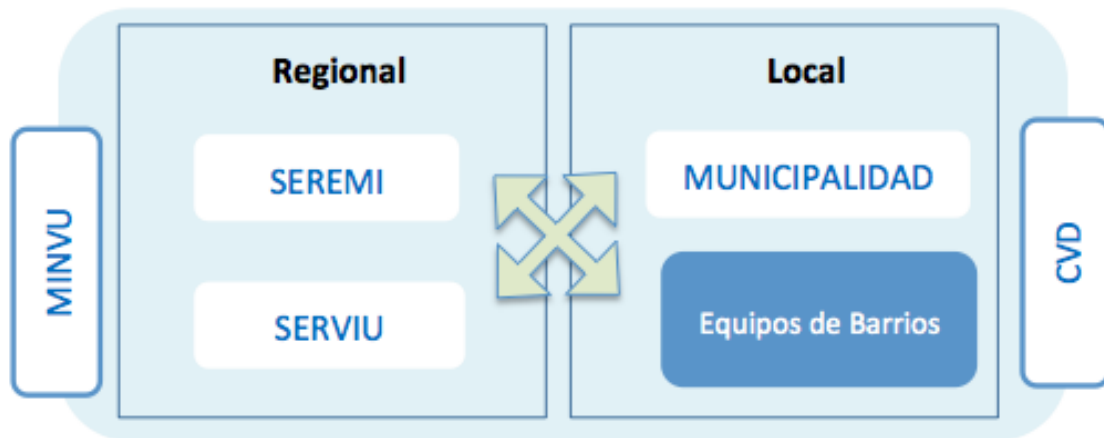 Regional
Local
MINVU
SEREMI
SERVIU
MUNICIPALIDAD
Equipos de Barrios
CVD